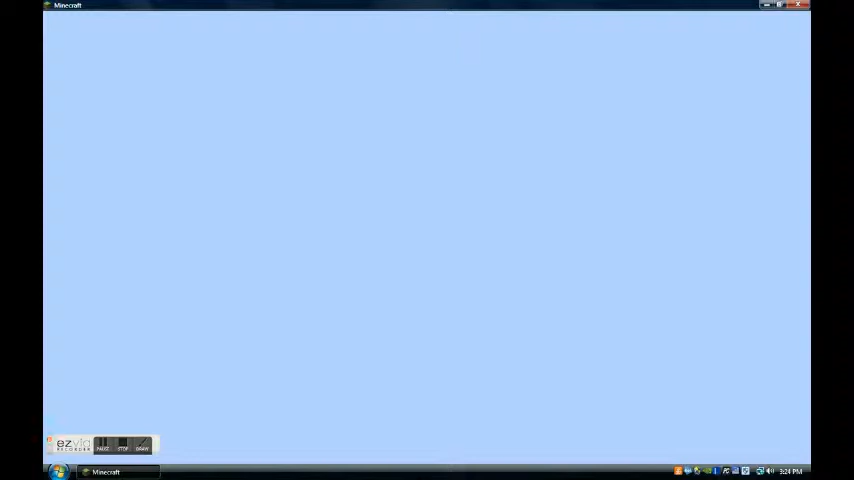 Minecraft
ezvid
RECORDER
PAUSE STOP DRAW
Minecraft
3:24 PM